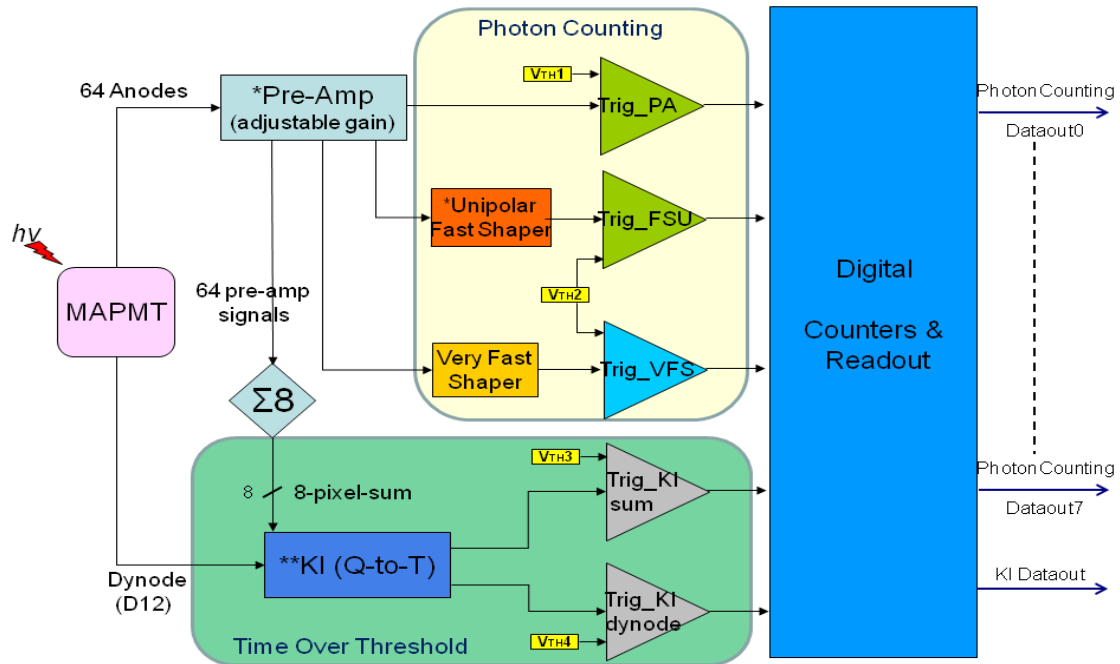 Photon Counting
64 Anodes
*Pre-Amp
(adjustable gain)
VTH1
Trig_PA
Photon Counting
Dataout0
*Unipolar
Fast Shaper
Trig_FSU
hν
MAPMT
64 pre-amp
signals
VTH2
Digital
Counters &
Readout
Very Fast
Shaper
Trig_VFS
Σ8
VTH3
Trig_KI
sum
8
8-pixel-sum
Photon Counting
Dataout7
**KI (Q-to-T)
Dynode
(D12)
KI Dataout
Trig_KI
dynode
VTH4
Time Over Threshold